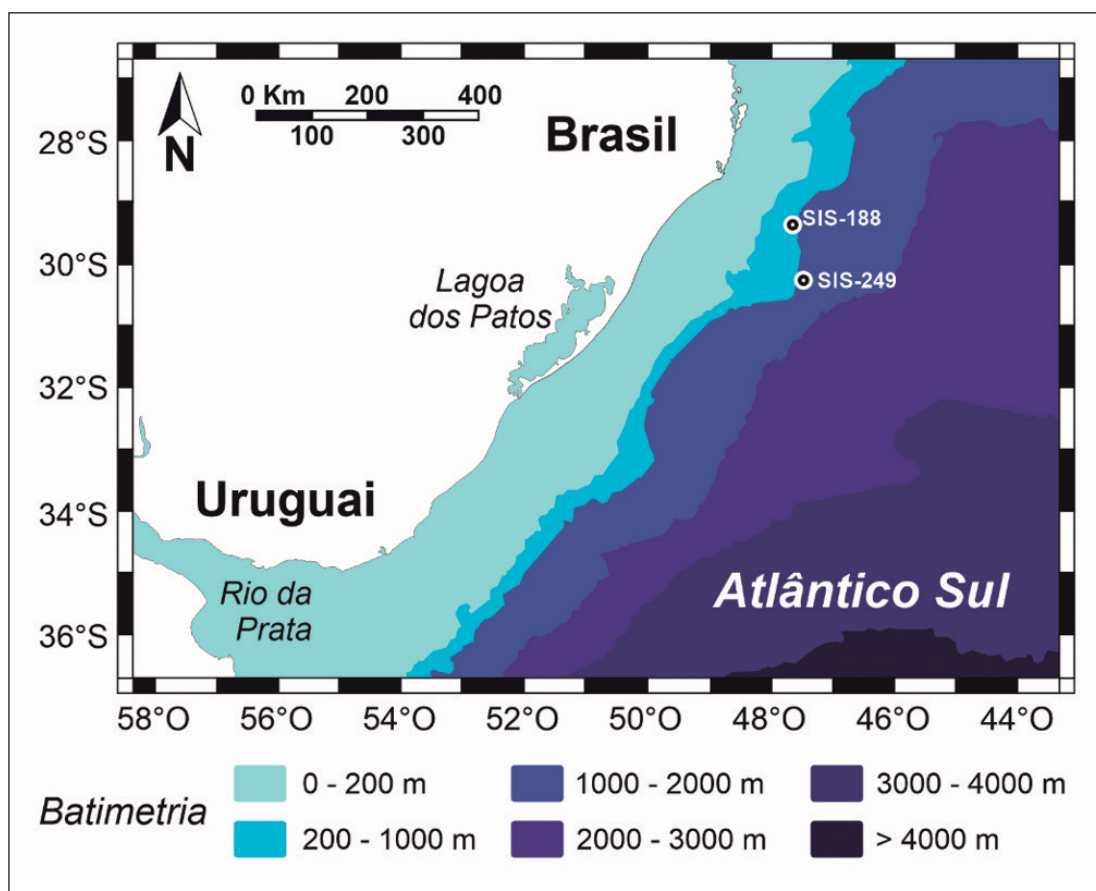 0 Km 200 400
100 300
N
Brasil
28°S
SIS-188
30°S
SIS-249
Lagoa
dos Patos
32°S
Uruguai
34°S
Rio da
Prata
Atlântico Sul
36°S
58°O 56°O 54°O 52°O 50°O 48°O 46°O 44°O
Batimetria
0 - 200 m
1000 - 2000 m
3000 - 4000 m
200 - 1000 m
2000 - 3000 m
> 4000 m